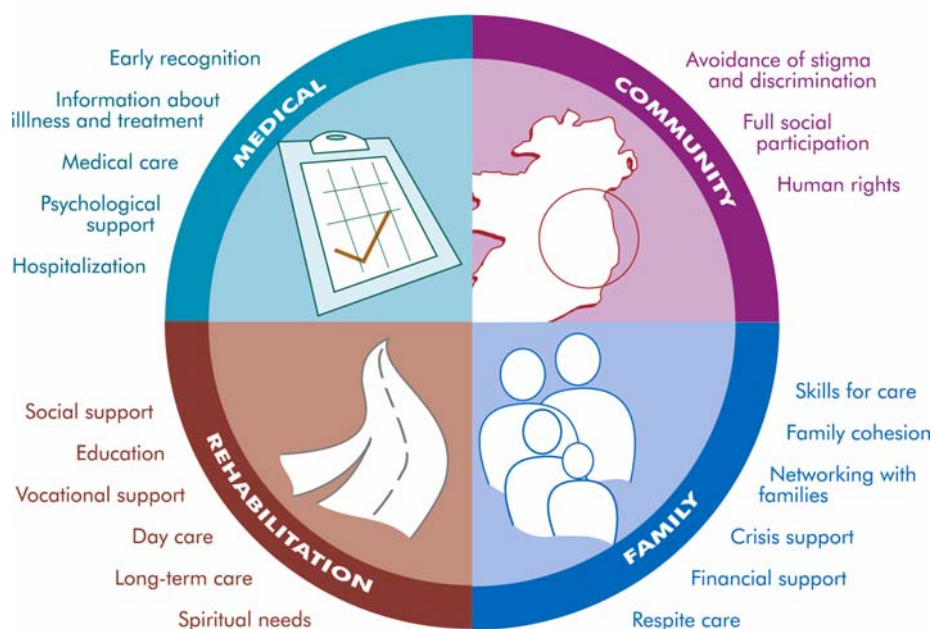 MEDICAL
Early recognition
Information about
illlness and treatment
Medical care
Psychological
support
Hospitalization
COMMUNITY
Avoidance of stigma
and discrimination
Full social
participation
Human rights
REHABILITATION
Social support
Education
Vocational support
Day care
Long-term care
Spiritual needs
FAMILY
Skills for care
Family cohesion
Networking with
families
Crisis support
Financial support
Respite care